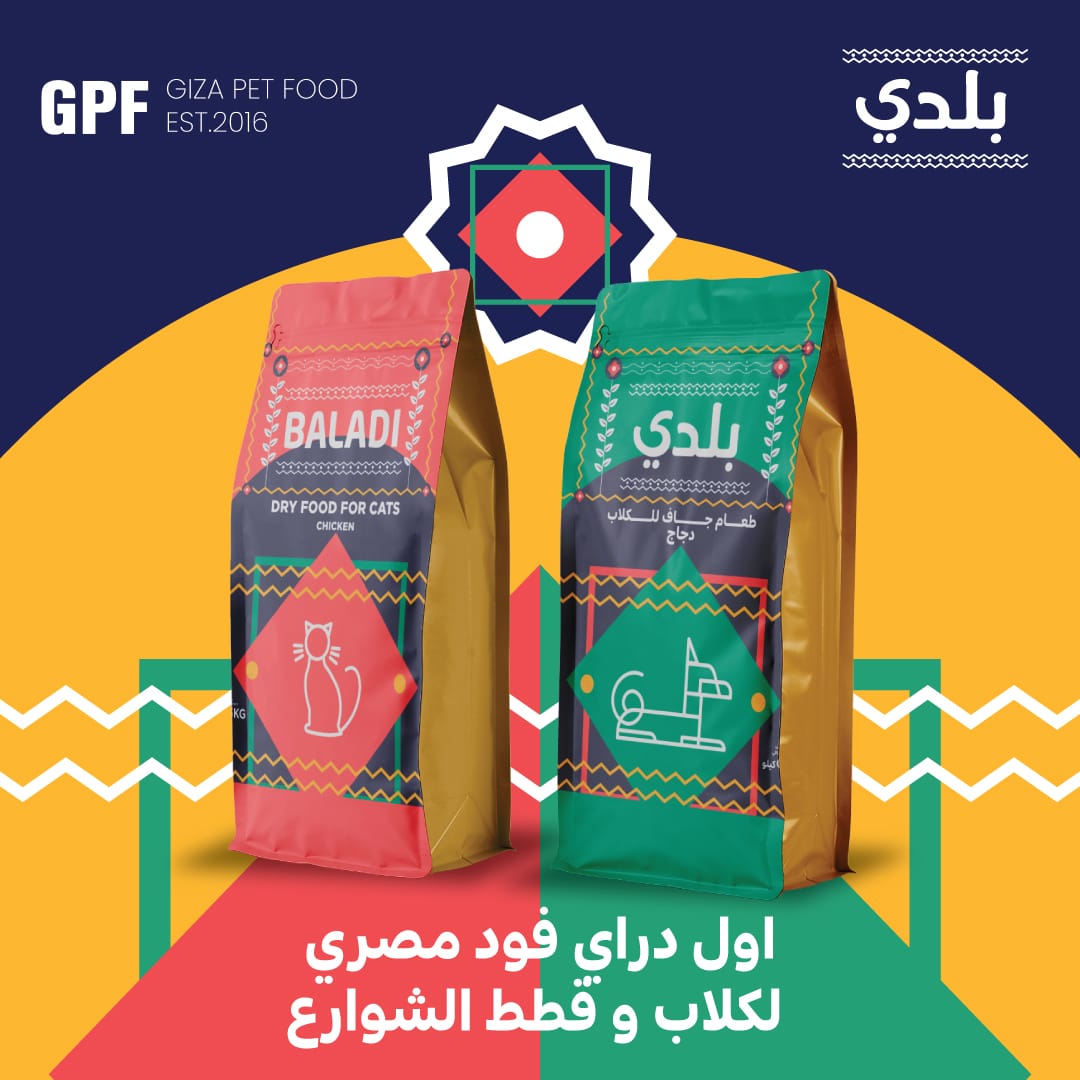 GPF
GIZA PET FOOD
EST.2016
بلدي
BALADI
DRY FOOD FOR CATS
CHICKEN
KG
بلدي
طعام جاف للكلاب
دجاج
اول دراي فود مصري
لكلاب و قطط الشوارع